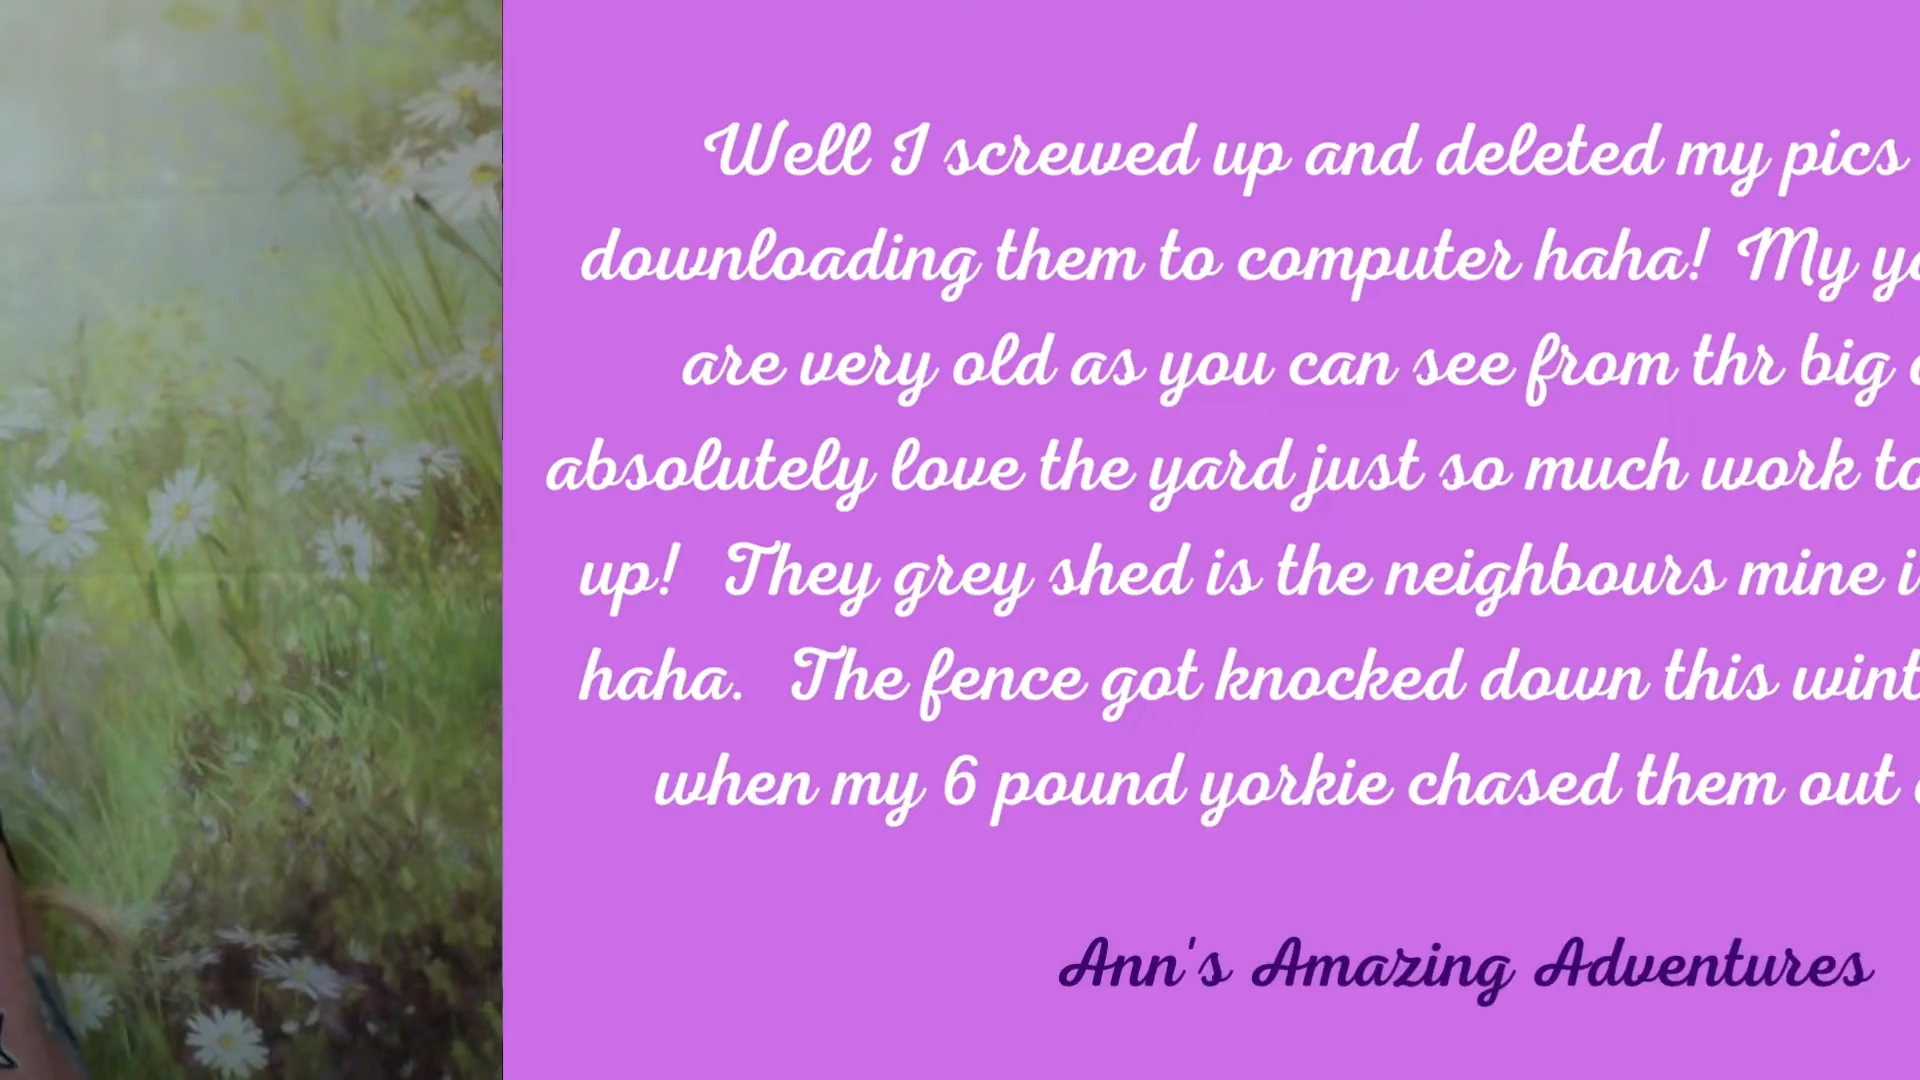 Well I screwed up and deleted my pics
downloading them to computer haha! My
are very old as you can see from thr big
absolutely love the yard just so much work to
up! They grey shed is the neighbours mine
haha. The fence got knocked down this
when my 6 pound yorkie chased them out
Ann's Amazing Adventures